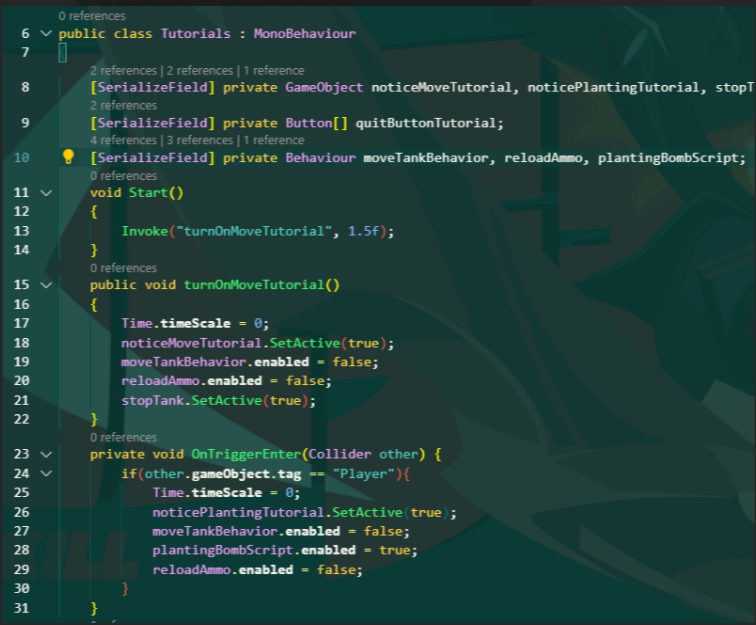 0 references
6 public class Tutorials : MonoBehaviour
7 {
2 references | 2 references | 1 reference
8 [SerializeField] private GameObject noticeMoveTutorial, noticePlantingTutorial, stopT
2 references
9 [SerializeField] private Button[] quitButtonTutorial;
4 references | 3 references | 1 reference
10 [SerializeField] private Behaviour moveTankBehavior, reloadAmmo, plantingBombScript;
0 references
11 void Start()
12 {
13 Invoke("turnOnMoveTutorial", 1.5f);
14 }
0 references
15 public void turnOnMoveTutorial()
16 {
17 Time.timeScale = 0;
18 noticeMoveTutorial.SetActive(true);
19 moveTankBehavior.enabled = false;
20 reloadAmmo.enabled = false;
21 stopTank.SetActive(true);
22 }
0 references
23 private void OnTriggerEnter(Collider other) {
24 if(other.gameObject.tag == "Player"){
25 Time.timeScale = 0;
26 noticePlantingTutorial.SetActive(true);
27 moveTankBehavior.enabled = false;
28 plantingBombScript.enabled = true;
29 reloadAmmo.enabled = false;
30 }
31 }